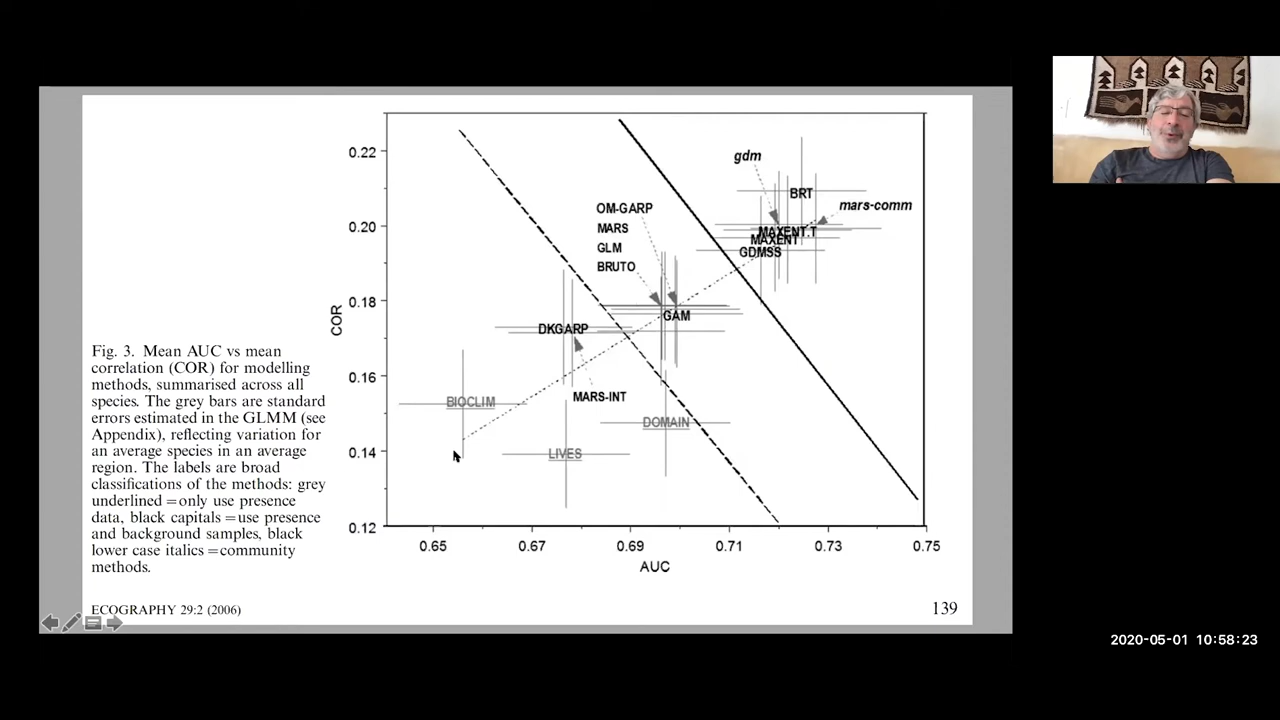 0.22
0.20
0.18
0.16
0.14
0.12
COR
gdm
BRT
mars-comm
OM-GARP
MARS
GLM
BRUTO
MAXENT.T
MAXENT
GDMSS
GAM
DKGARP
MARS-INT
BIOCLIM
DOMAIN
LIVES
0.65 0.67 0.69 0.71 0.73 0.75
AUC
Fig. 3. Mean AUC vs mean
correlation (COR) for modelling
methods, summarised across all
species. The grey bars are standard
errors estimated in the GLMM (see
Appendix), reflecting variation for
an average species in an average
region. The labels are broad
classifications of the methods: grey
underlined =only use presence
data, black capitals =use presence
and background samples, black
lower case italics =community
methods.
ECOGRAPHY 29:2 (2006)
139
2020-05-01 10:58:23